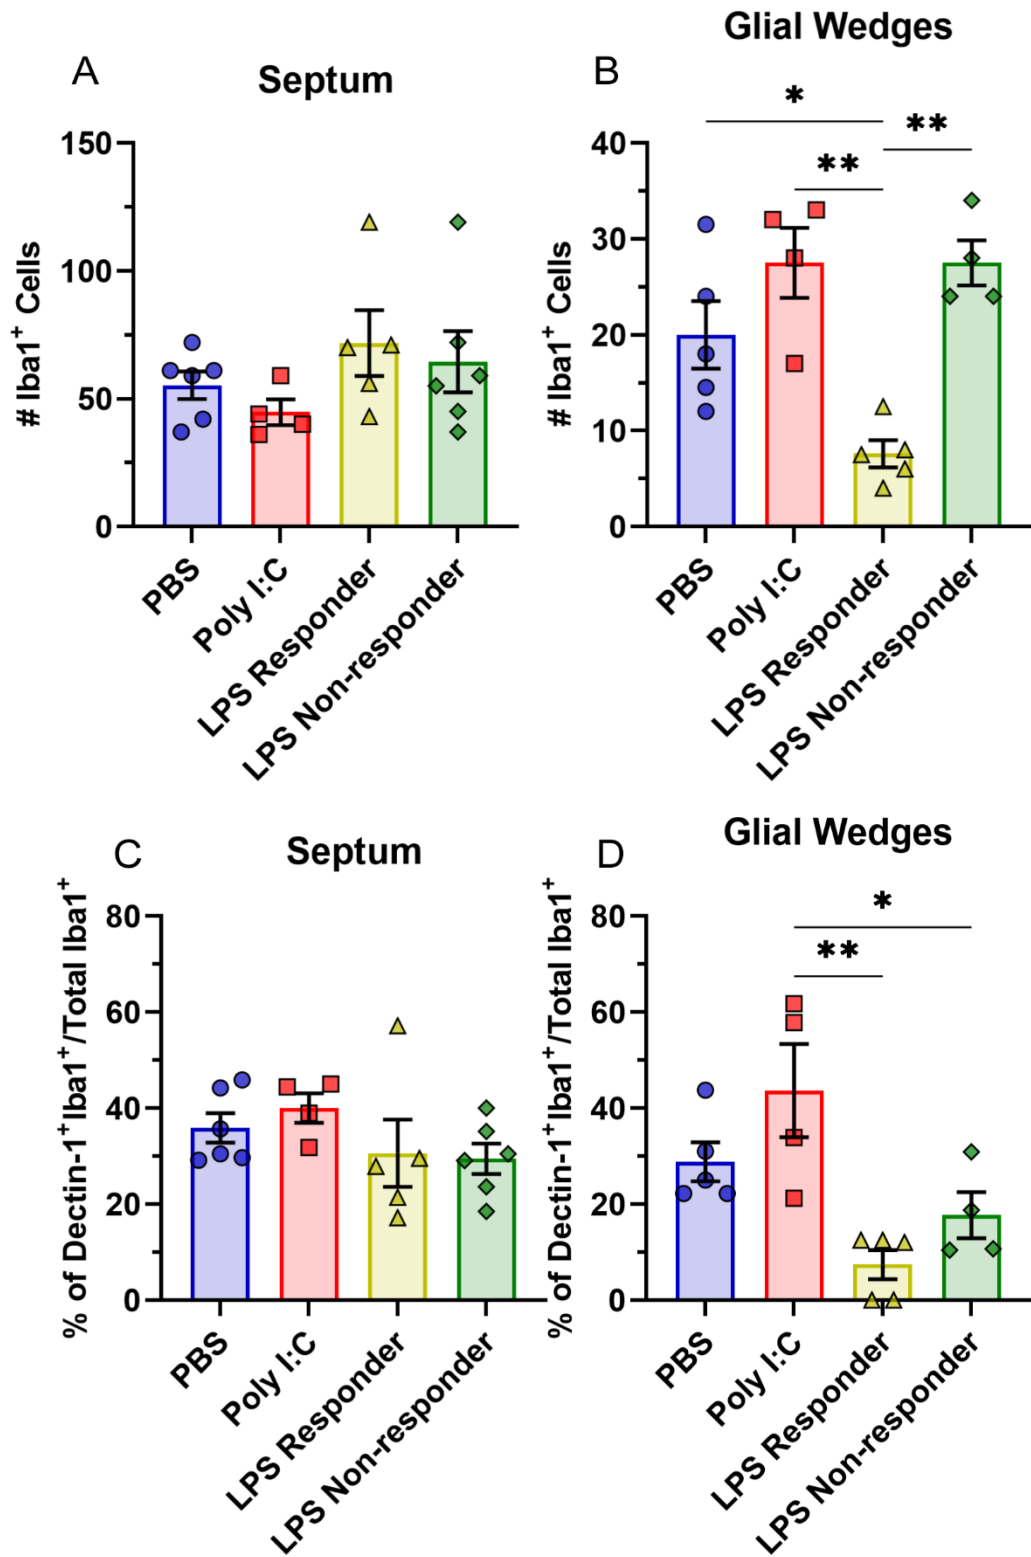 A
Septum
# Iba1⁺ Cells
150
100
50
0
PBS
Poly I:C
LPS Responder
LPS Non-responder
B
Glial Wedges
# Iba1⁺ Cells
40
30
20
10
0
*
**
**
PBS
Poly I:C
LPS Responder
LPS Non-responder
C
Septum
% of Dectin-1⁺Iba1⁺/Total Iba1⁺
80
60
40
20
0
PBS
Poly I:C
LPS Responder
LPS Non-responder
D
Glial Wedges
% of Dectin-1⁺Iba1⁺/Total Iba1⁺
80
60
40
20
0
*
**
PBS
Poly I:C
LPS Responder
LPS Non-responder